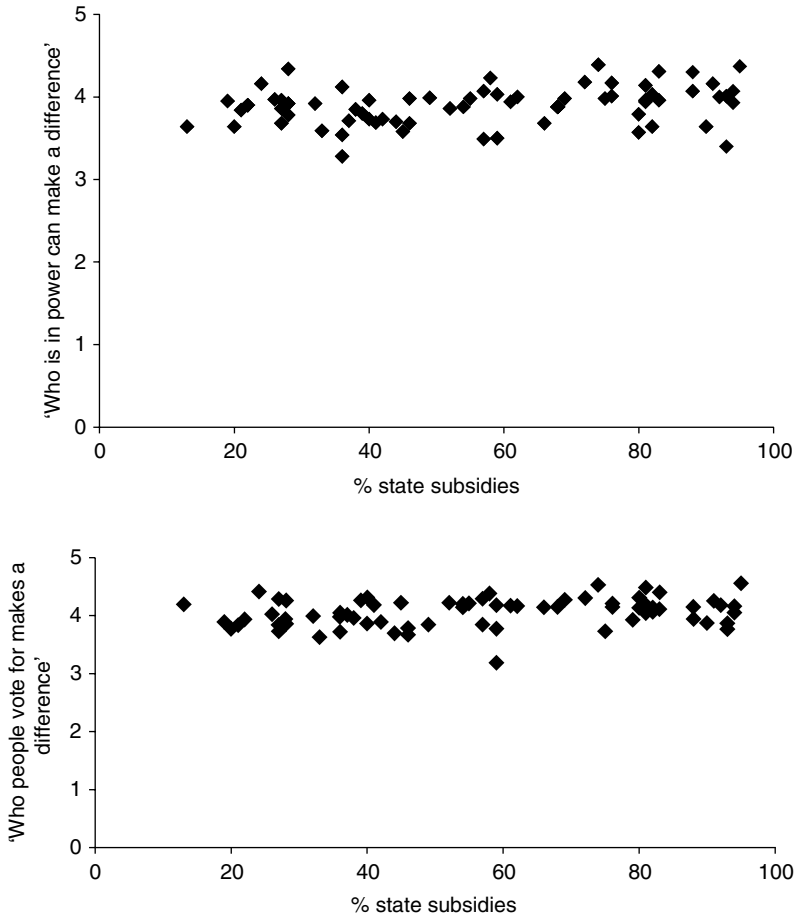 ‘Who is in power can make a difference’
5
4
3
2
1
0
0 20 40 60 80 100
% state subsidies
‘Who people vote for makes a
difference’
5
4
3
2
1
0
0 20 40 60 80 100
% state subsidies